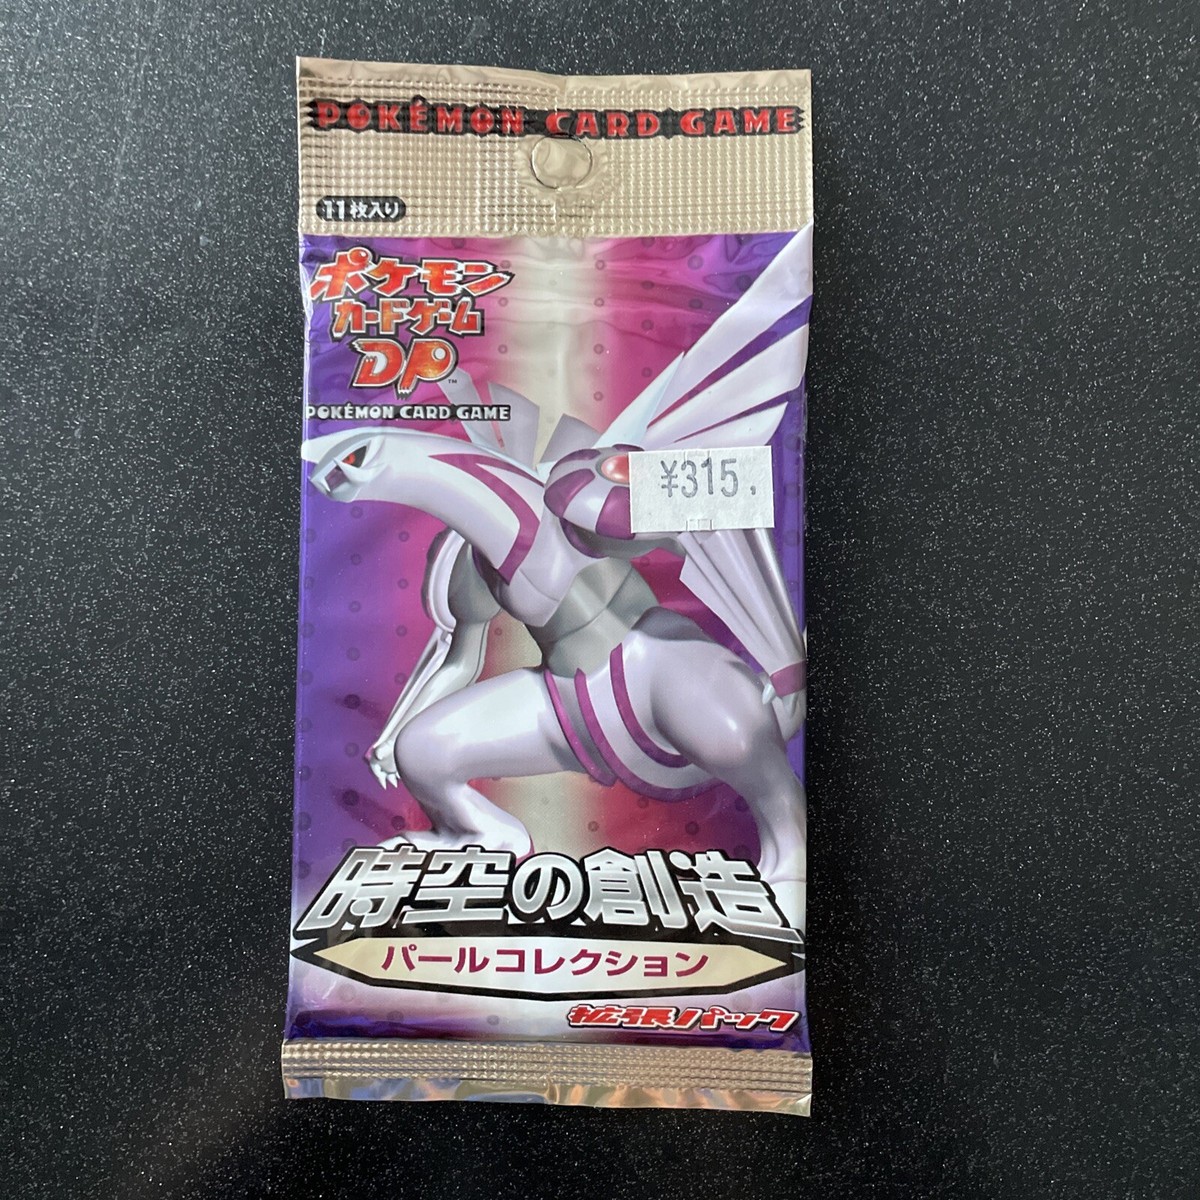 POKÉMON CARD GAME
11枚入り
ポケモン
カードゲーム
DP™
POKÉMON CARD GAME
¥315.
時空の創造
パールコレクション
拡張パック